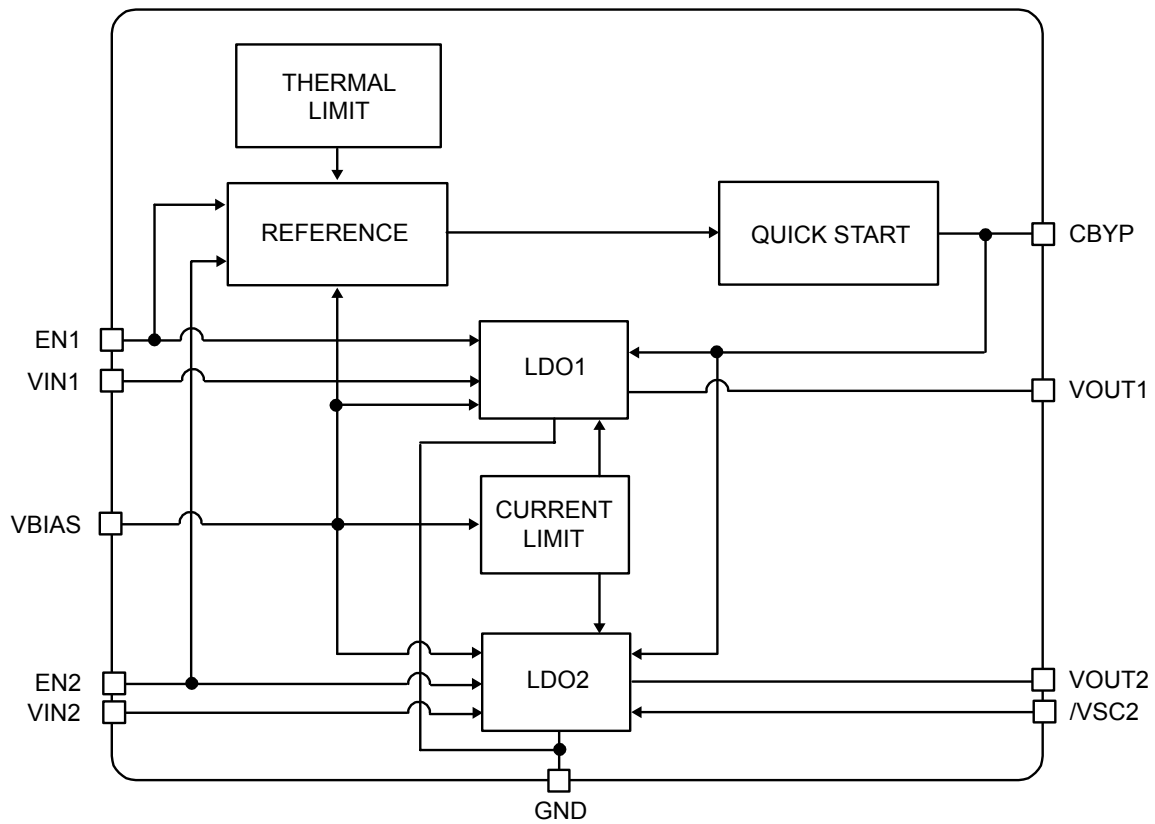 THERMAL
LIMIT
REFERENCE
QUICK START
CBYP
EN1
LDO1
VIN1
VOUT1
VBIAS
CURRENT
LIMIT
EN2
LDO2
VOUT2
VIN2
/VSC2
GND